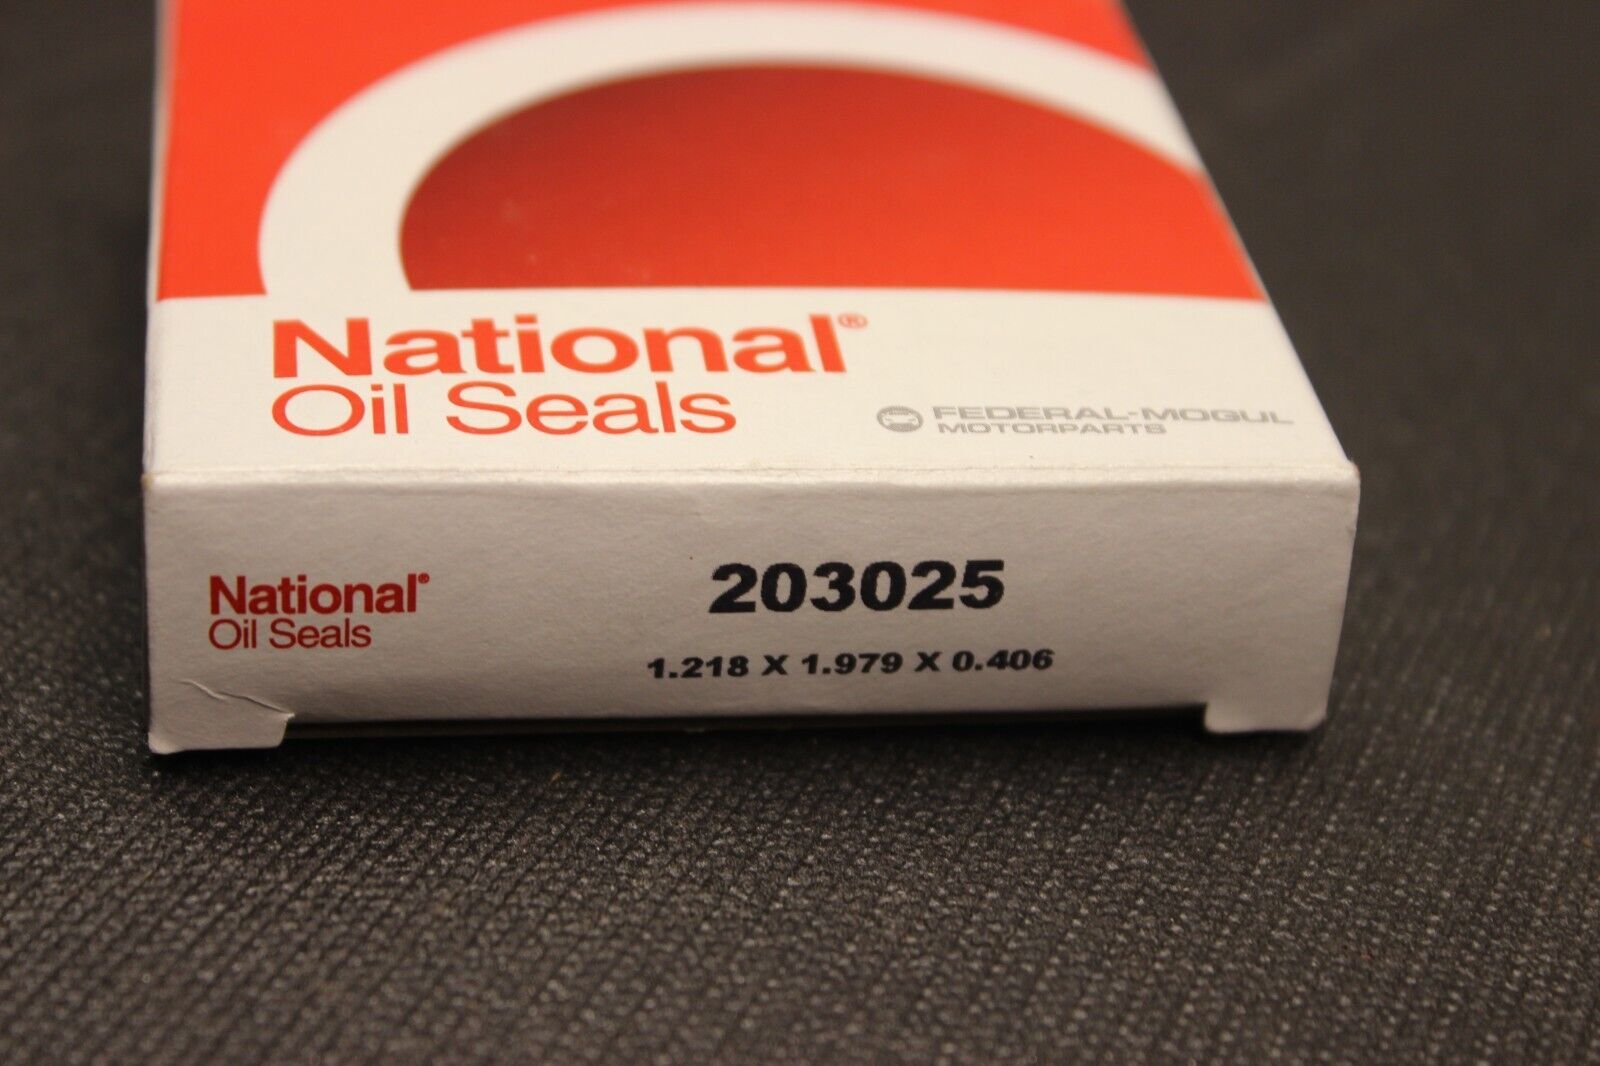 National®
Oil Seals
FEDERAL-MOGUL
MOTORPARTS
National®
Oil Seals
203025
1.218 X 1.979 X 0.406